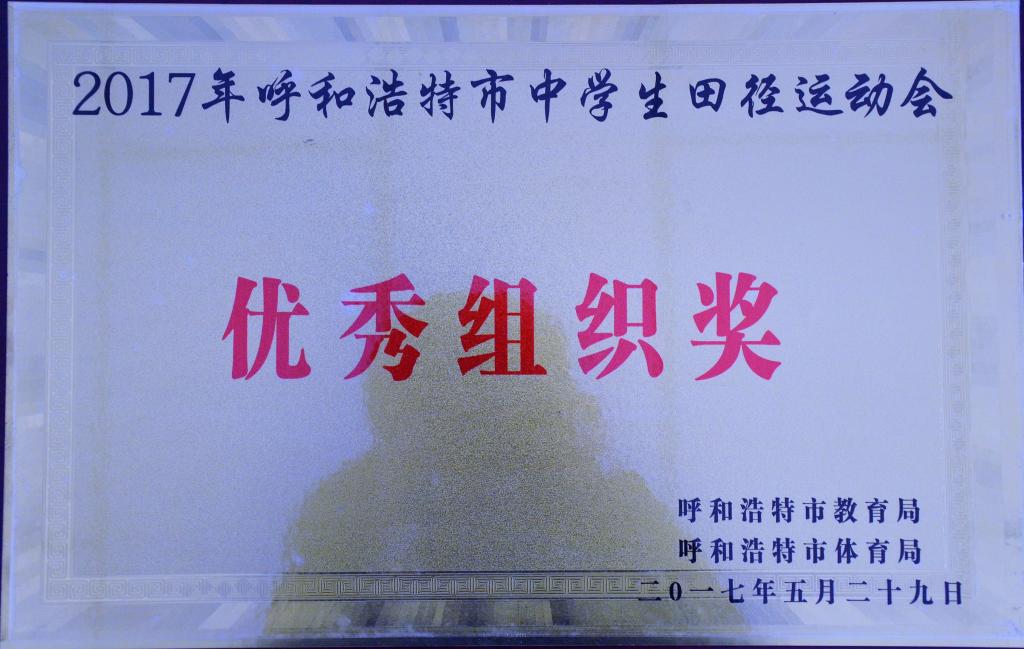 2017年呼和浩特市中学生田径运动会
优秀组织奖
呼和浩特市教育局
呼和浩特市体育局
二0一七年五月二十九日